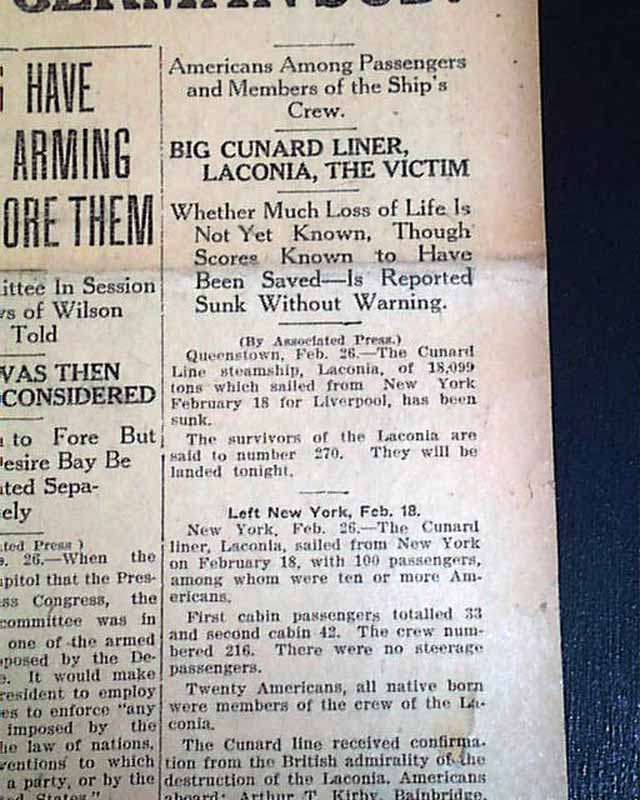 GERMAN SUB.
HAVE
ARMING
ORE THEM
ittee In Session
s of Wilson
Told
WAS THEN
CONSIDERED
to Fore But
esire Bay Be
ated Sepa-
ely
ted Press)
. 26.—When the
apitol that the Pres-
ss Congress, the
committee was in
one of the armed
posed by the De-
e. It would make
resident to employ
es to enforce "any
imposed by the
he law of nations,
ventions to which
a party, or by the
d States."
Americans Among Passengers
and Members of the Ship's
Crew.
BIG CUNARD LINER,
LACONIA, THE VICTIM
Whether Much Loss of Life Is
Not Yet Known, Though
Scores Known to Have
Been Saved—Is Reported
Sunk Without Warning.
(By Associated Press.)
Queenstown, Feb. 26.—The Cunard
Line steamship, Laconia, of 18,099
tons which sailed from New York
February 18 for Liverpool, has been
sunk.
The survivors of the Laconia are
said to number 270. They will be
landed tonight.
Left New York, Feb. 18.
New York, Feb. 26.—The Cunard
liner, Laconia, sailed from New York
on February 18, with 100 passengers,
among whom were ten or more Am-
ericans.
First cabin passengers totalled 33
and second cabin 42. The crew num-
bered 216. There were no steerage
passengers.
Twenty Americans, all native born
were members of the crew of the La-
conia.
The Cunard line received confirma-
tion from the British admirality of the
destruction of the Laconia. Americans
aboard: Arthur T. Kirby, Bainbridge,